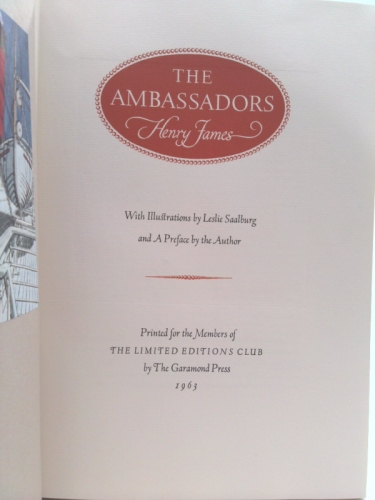 THE
AMBASSADORS
Henry James
With Illustrations by Leslie Saalburg
and A Preface by the Author
Printed for the Members of
THE LIMITED EDITIONS CLUB
by The Garamond Press
1963